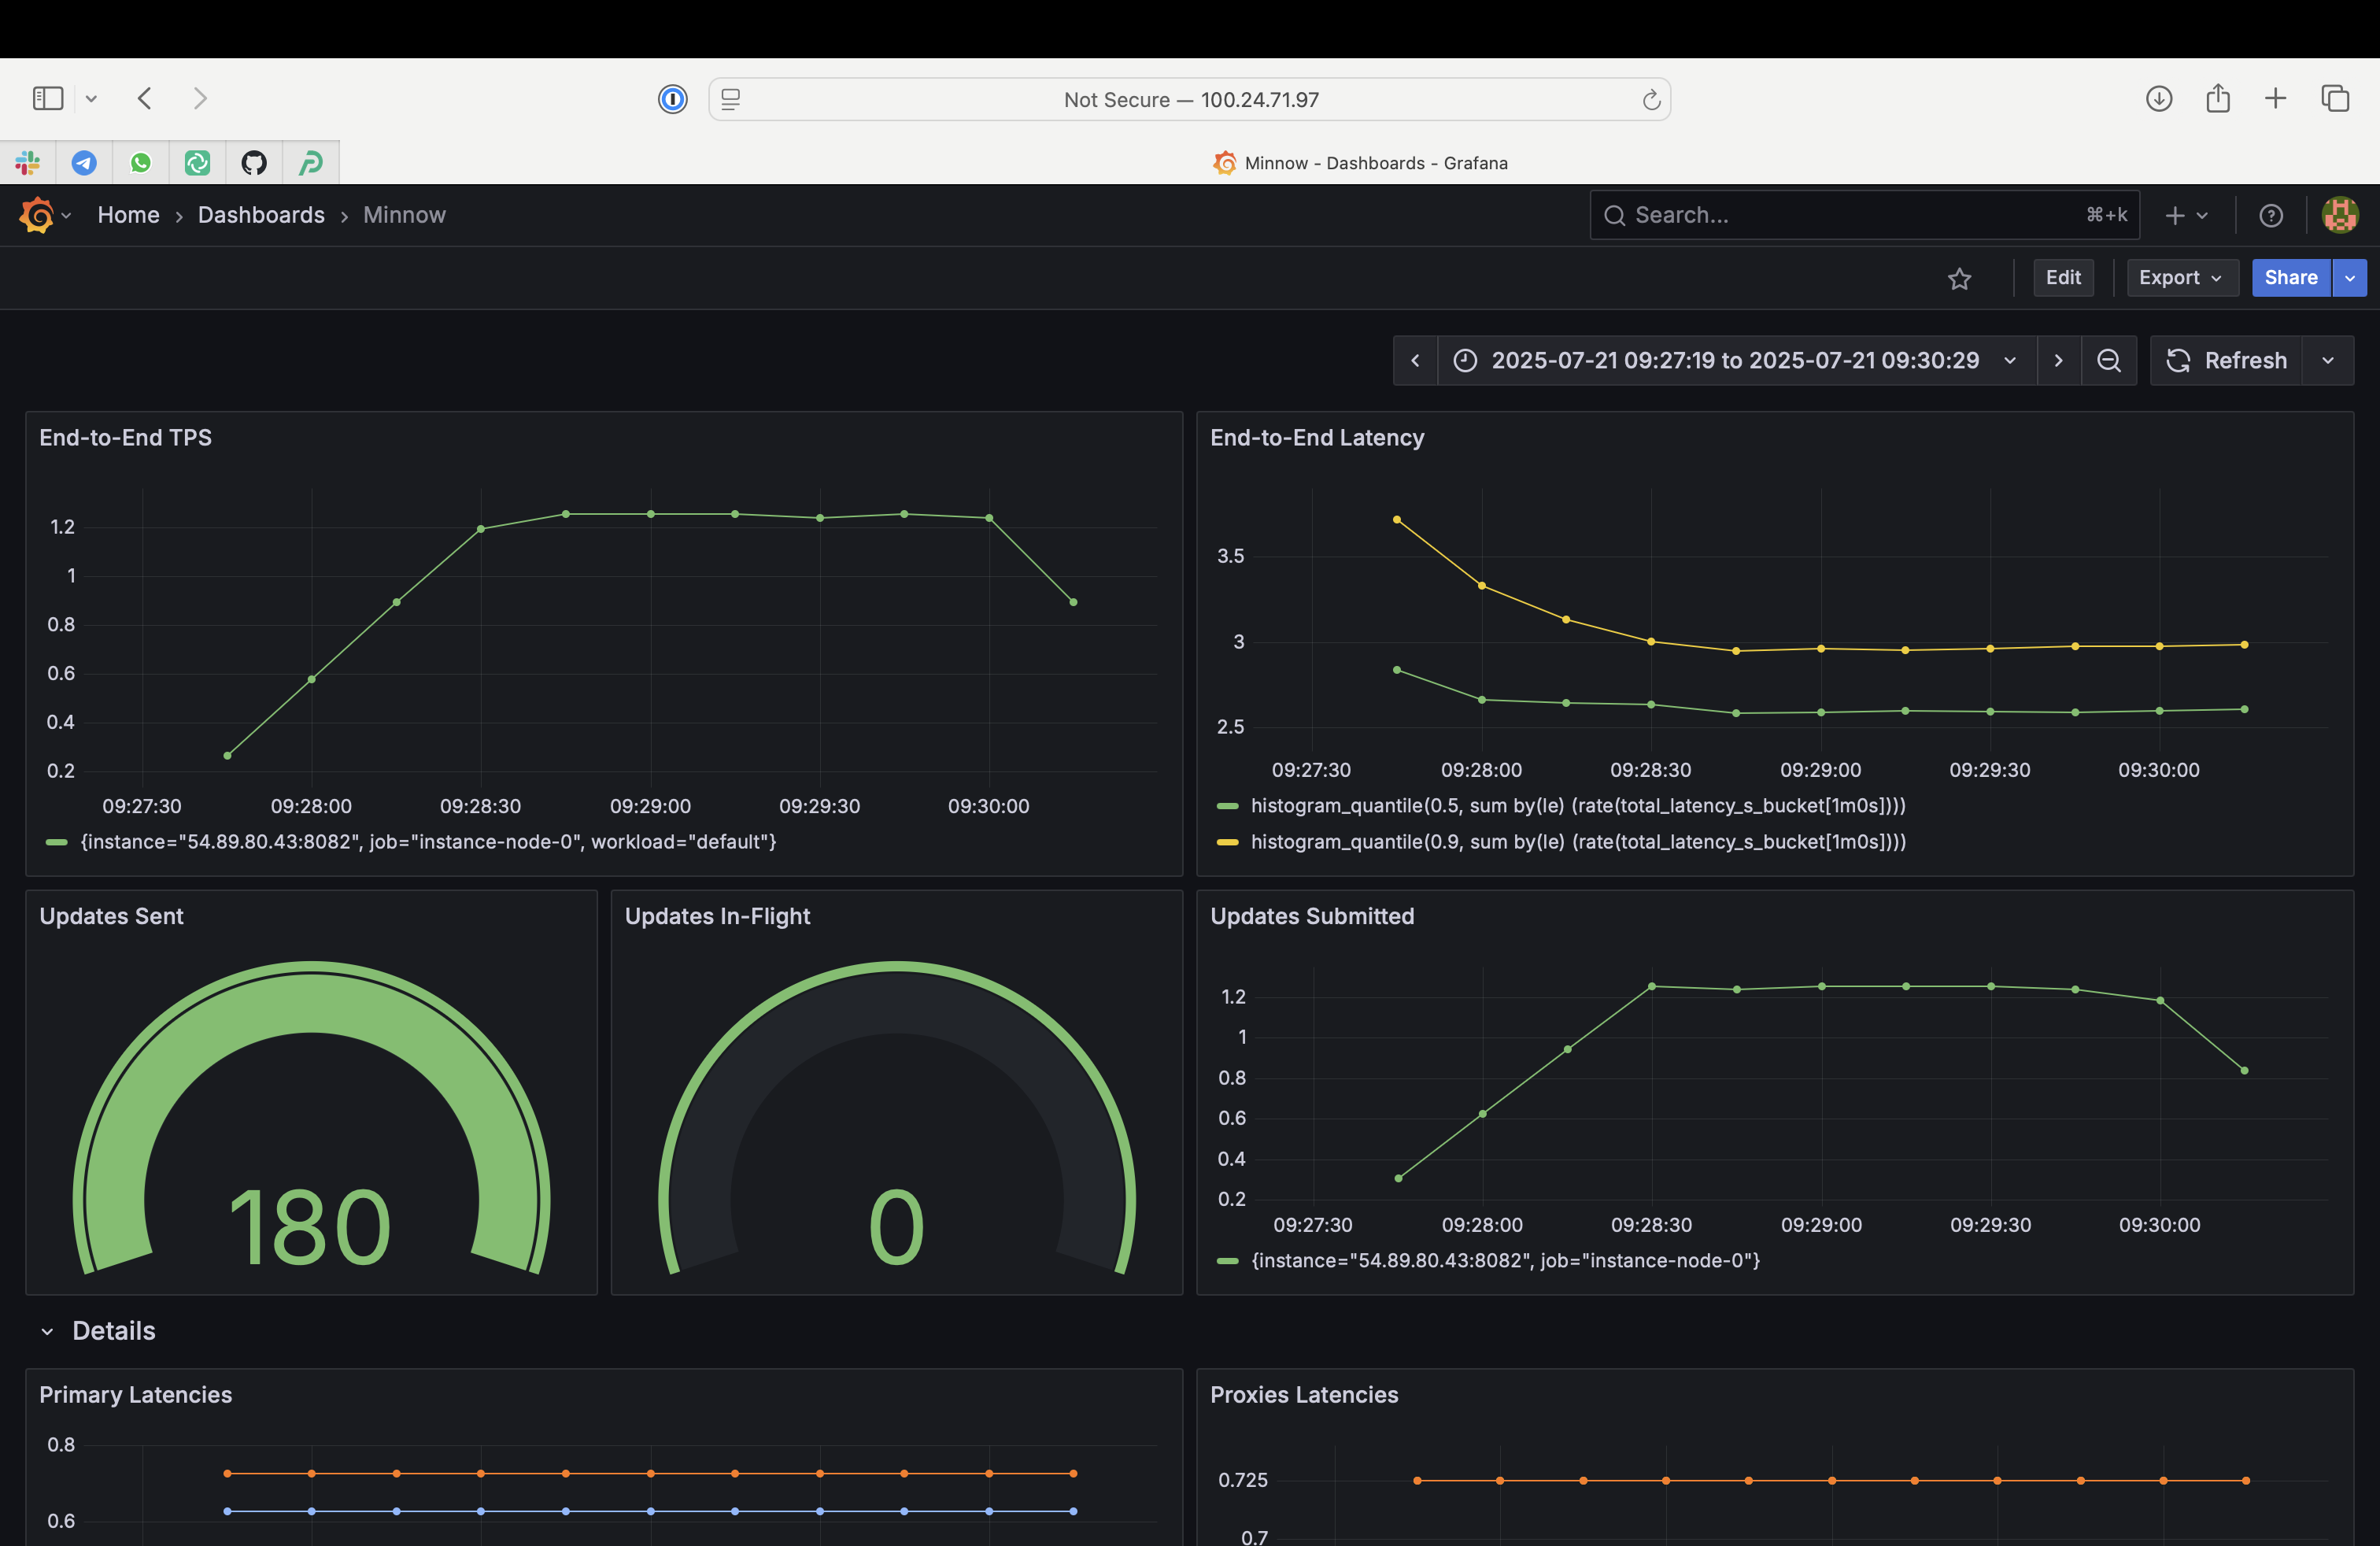 Not Secure — 100.24.71.97
Minnow - Dashboards - Grafana
Home › Dashboards › Minnow
Search... ⌘+k
Edit Export Share
2025-07-21 09:27:19 to 2025-07-21 09:30:29 Refresh
End-to-End TPS
1.2
1
0.8
0.6
0.4
0.2
09:27:30 09:28:00 09:28:30 09:29:00 09:29:30 09:30:00
{instance="54.89.80.43:8082", job="instance-node-0", workload="default"}
End-to-End Latency
3.5
3
2.5
09:27:30 09:28:00 09:28:30 09:29:00 09:29:30 09:30:00
histogram_quantile(0.5, sum by(le) (rate(total_latency_s_bucket[1m0s])))
histogram_quantile(0.9, sum by(le) (rate(total_latency_s_bucket[1m0s])))
Updates Sent
180
Updates In-Flight
0
Updates Submitted
1.2
1
0.8
0.6
0.4
0.2
09:27:30 09:28:00 09:28:30 09:29:00 09:29:30 09:30:00
{instance="54.89.80.43:8082", job="instance-node-0"}
Details
Primary Latencies
0.8
0.6
Proxies Latencies
0.725
0.7